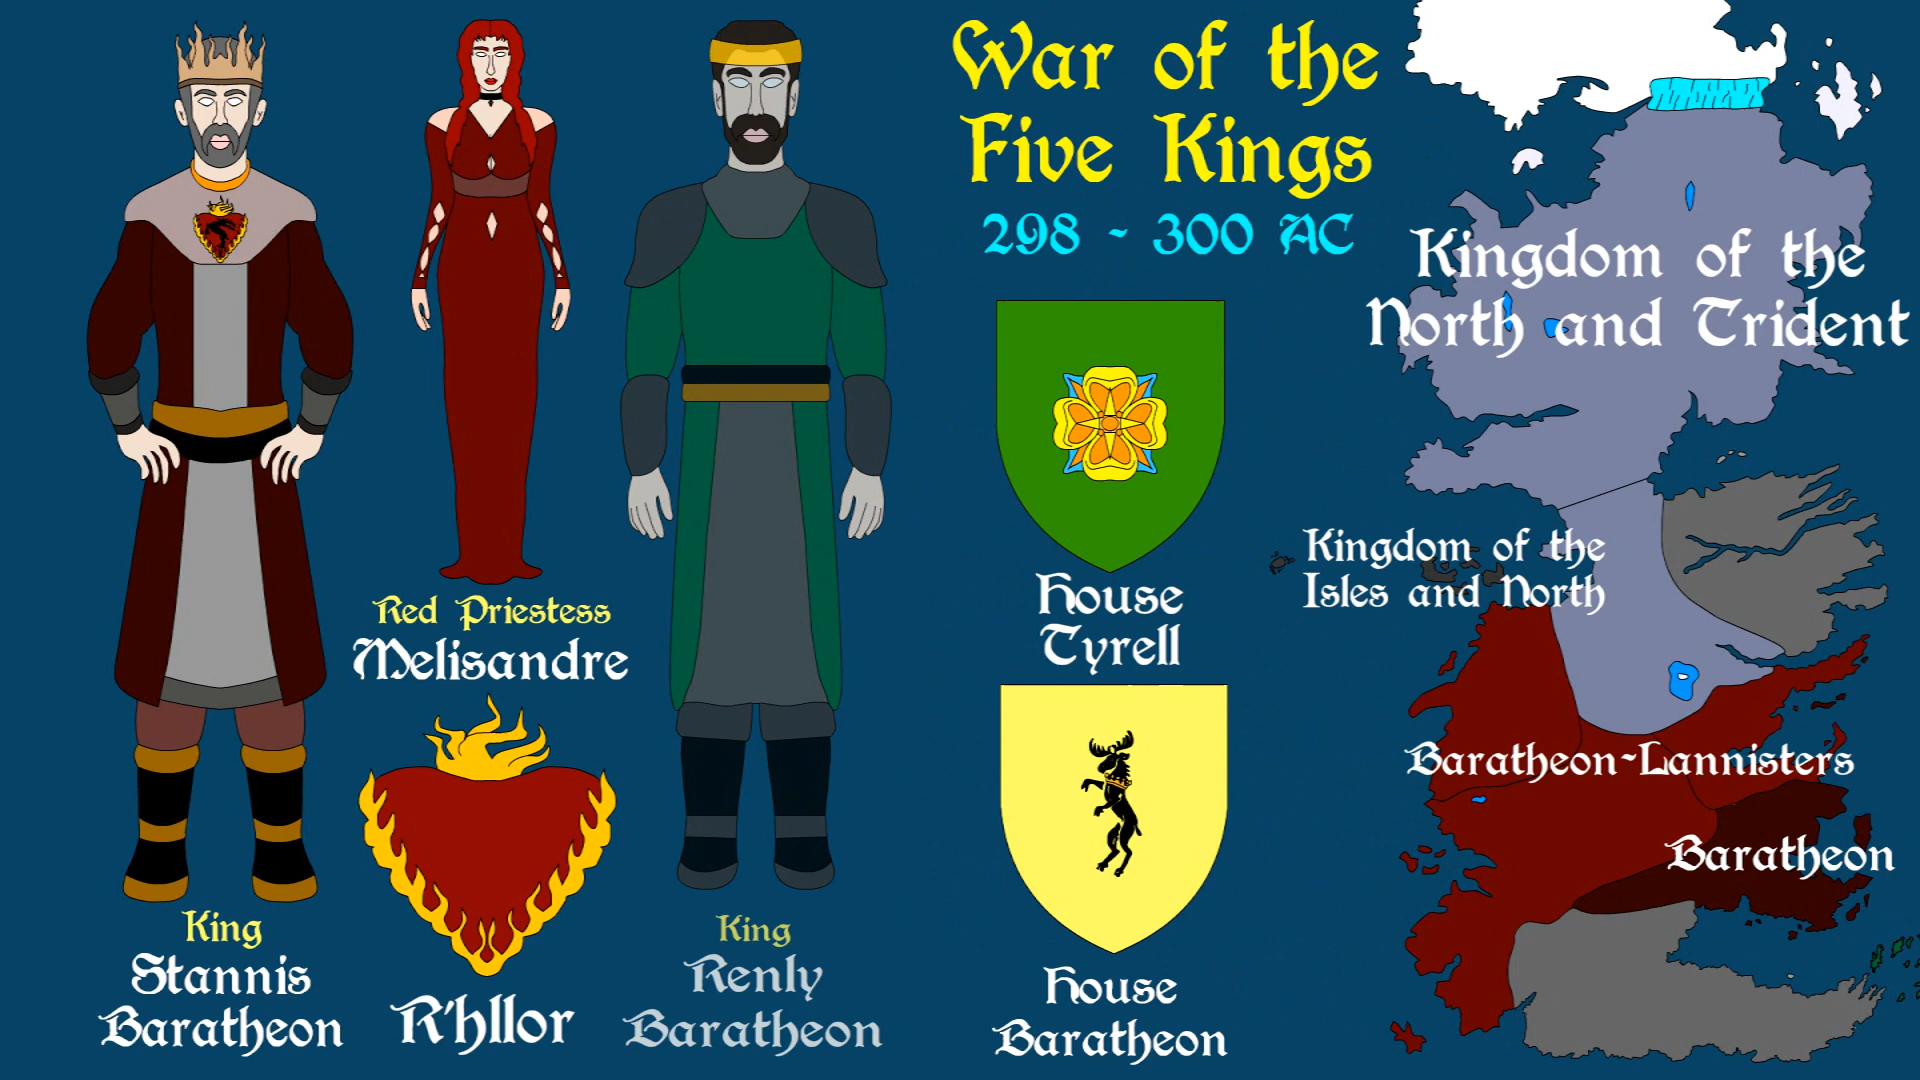 War of the
Five Kings
298 - 300 AC
King
Stannis
Baratheon
Red Priestess
Melisandre
R'hllor
King
Renly
Baratheon
House
Tyrell
House
Baratheon
Kingdom of the
North and Trident
Kingdom of the
Isles and North
Baratheon-Lannisters
Baratheon